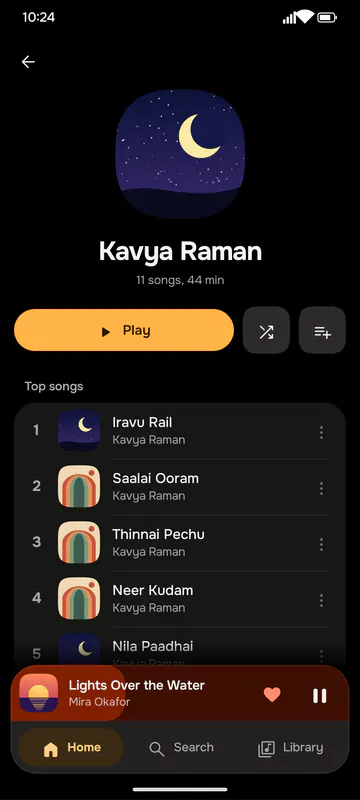 10:24
Kavya Raman
11 songs, 44 min
Play
Top songs
1
Iravu Rail
Kavya Raman
2
Saalai Ooram
Kavya Raman
3
Thinnai Pechu
Kavya Raman
4
Neer Kudam
Kavya Raman
5
Nila Paadhai
Kavya Raman
Lights Over the Water
Mira Okafor
Home
Search
Library